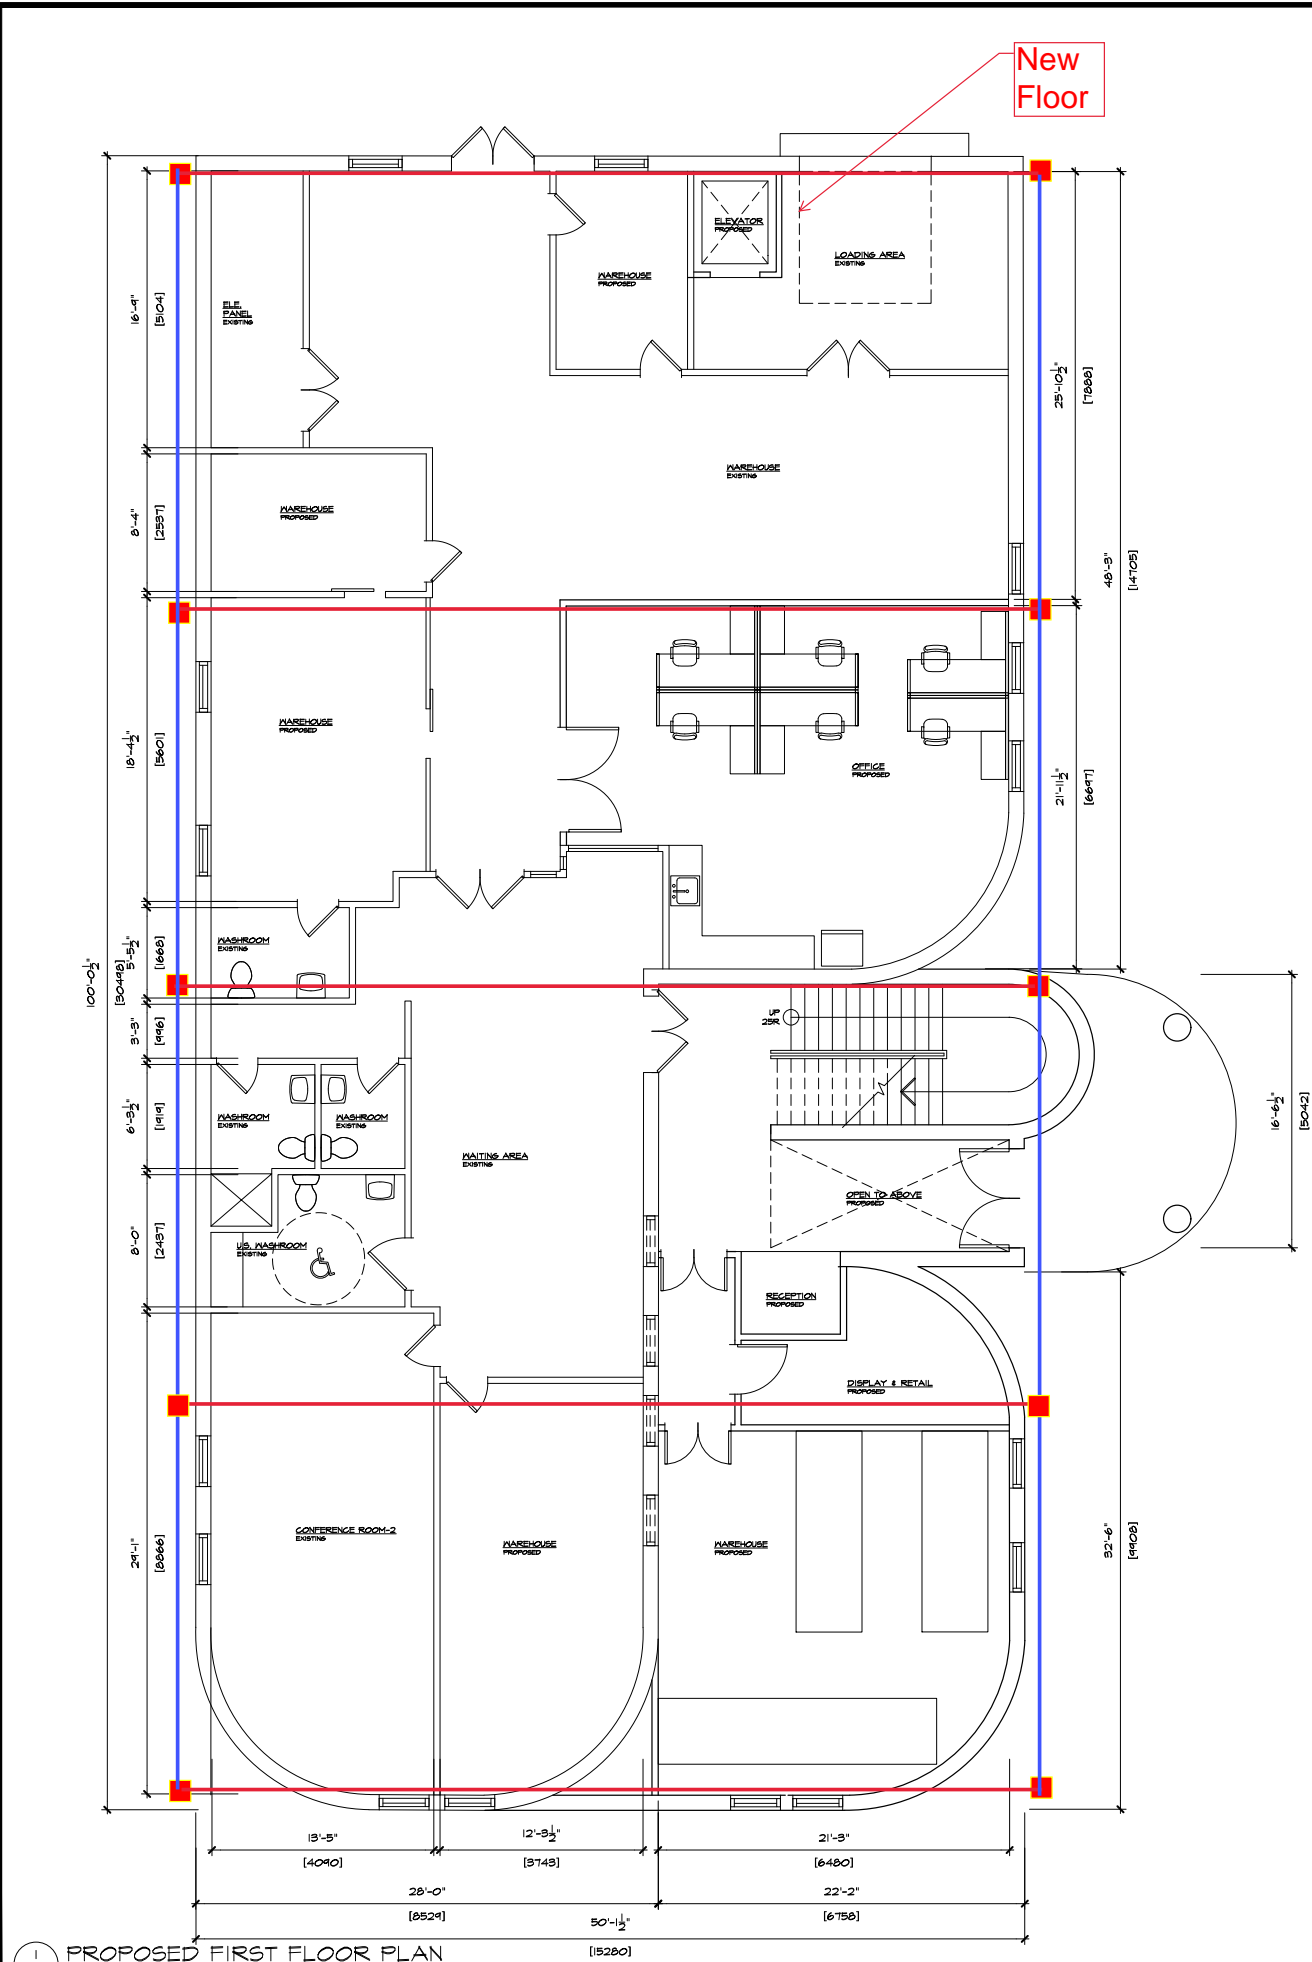 New
Floor
ELEVATOR
PROPOSED
LOADING AREA
EXISTING
WAREHOUSE
PROPOSED
ELE.
PANEL
EXISTING
16'-9"
[5104]
25'-10½"
[7888]
WAREHOUSE
EXISTING
WAREHOUSE
PROPOSED
8'-4"
[2537]
48'-3"
[14705]
WAREHOUSE
PROPOSED
18'-4½"
[5601]
OFFICE
PROPOSED
21'-11½"
[6697]
WASHROOM
EXISTING
5'-5½"
[1668]
100'-0½"
[30498]
3'-3"
[996]
UP
25R
WASHROOM
EXISTING
WASHROOM
EXISTING
6'-3½"
[1919]
16'-6½"
[5042]
WAITING AREA
EXISTING
OPEN TO ABOVE
PROPOSED
8'-0"
[2437]
U.S. WASHROOM
EXISTING
RECEPTION
PROPOSED
DISPLAY & RETAIL
PROPOSED
CONFERENCE ROOM-2
EXISTING
WAREHOUSE
PROPOSED
WAREHOUSE
PROPOSED
29'-1"
[8866]
32'-6"
[9908]
13'-5"
[4090]
12'-3½"
[3743]
21'-3"
[6480]
28'-0"
[8529]
22'-2"
[6758]
50'-1½"
[15280]
1
PROPOSED FIRST FLOOR PLAN